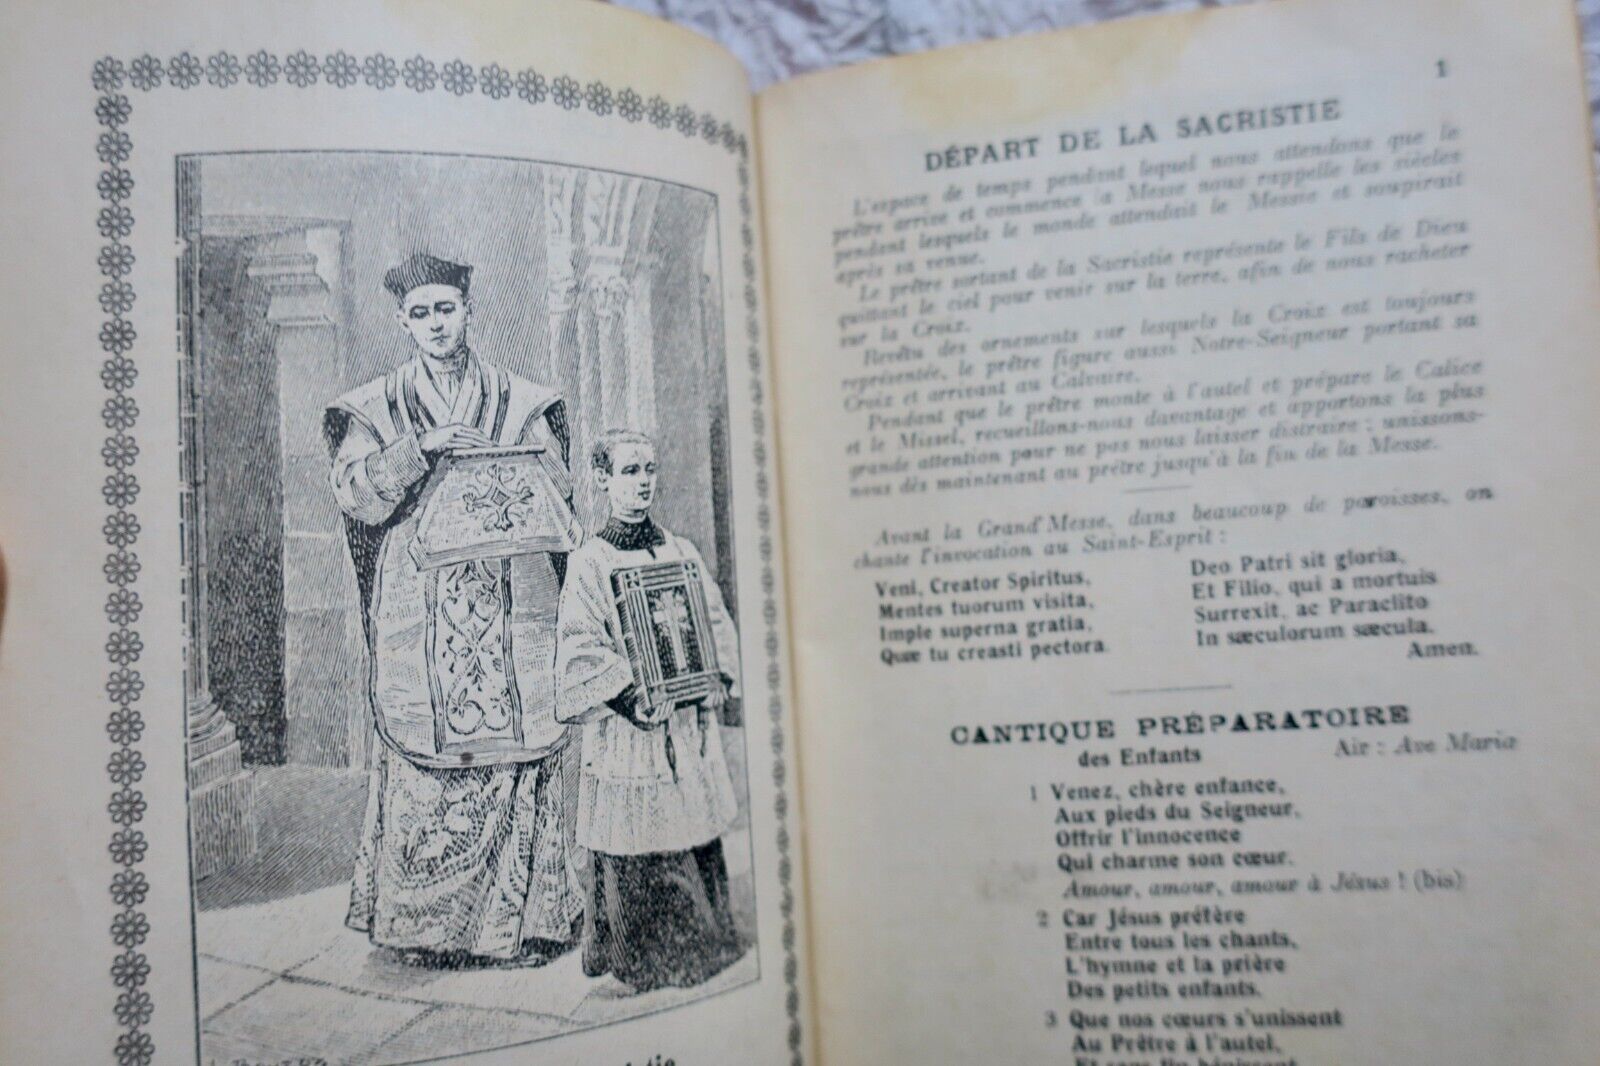 1
DÉPART DE LA SACRISTIE
L'espace de temps pendant lequel nous attendons que le
prêtre arrive et commence la Messe nous rappelle les siècles
pendant lesquels le monde attendait le Messie et soupirait
après sa venue.
Le prêtre sortant de la Sacristie représente le Fils de Dieu
quittant le ciel pour venir sur la terre, afin de nous racheter
sur la Croix.
Revêtu des ornements sur lesquels la Croix est toujours
représentée, le prêtre figure aussi Notre-Seigneur portant sa
Croix et arrivant au Calvaire.
Pendant que le prêtre monte à l'autel et prépare le Calice
et le Missel, recueillons-nous davantage et apportons la plus
grande attention pour ne pas nous laisser distraire ; unissons-
nous dès maintenant au prêtre jusqu'à la fin de la Messe.
Avant la Grand'Messe, dans beaucoup de paroisses, on
chante l'invocation au Saint-Esprit :
Veni, Creator Spiritus,
Mentes tuorum visita,
Imple superna gratia,
Quæ tu creasti pectora.
Deo Patri sit gloria,
Et Filio, qui a mortuis
Surrexit, ac Paraclito
In sæculorum sæcula.
Amen.
CANTIQUE PRÉPARATOIRE
des Enfants Air : Ave Maria
1 Venez, chère enfance,
Aux pieds du Seigneur,
Offrir l'innocence
Qui charme son cœur.
Amour, amour, amour à Jésus ! (bis)
2 Car Jésus préfère
Entre tous les chants,
L'hymne et la prière
Des petits enfants.
3 Que nos cœurs s'unissent
Au Prêtre à l'autel,